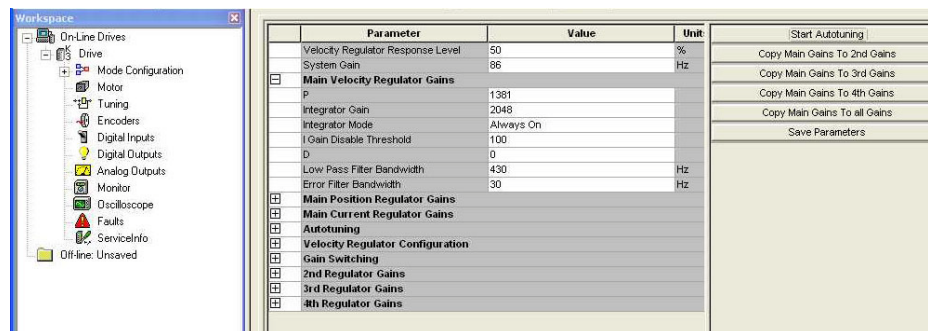 Workspace
On-Line Drives
Drive
Mode Configuration
Motor
Tuning
Encoders
Digital Inputs
Digital Outputs
Analog Outputs
Monitor
Oscilloscope
Faults
ServiceInfo
Off-line: Unsaved
Parameter Value Unit
Velocity Regulator Response Level 50 %
System Gain 86 Hz
Main Velocity Regulator Gains
P 1381
Integrator Gain 2048
Integrator Mode Always On
I Gain Disable Threshold 100
D 0
Low Pass Filter Bandwidth 430 Hz
Error Filter Bandwidth 30 Hz
Main Position Regulator Gains
Main Current Regulator Gains
Autotuning
Velocity Regulator Configuration
Gain Switching
2nd Regulator Gains
3rd Regulator Gains
4th Regulator Gains
Start Autotuning
Copy Main Gains To 2nd Gains
Copy Main Gains To 3rd Gains
Copy Main Gains To 4th Gains
Copy Main Gains To all Gains
Save Parameters